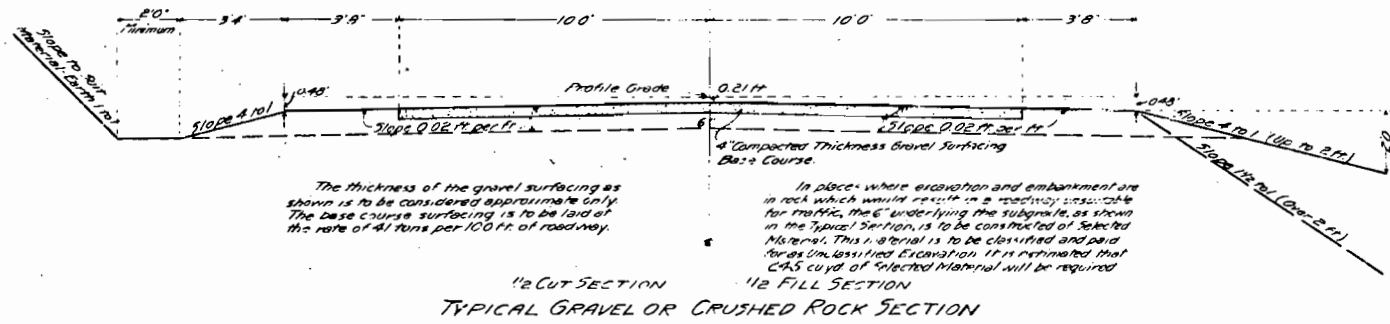 2'0" 3'4" 3'8" 10'0" 10'0" 3'8"
Minimum
Slope to suit
Material-Earth 1 to 1
0.48'
Profile Grade
0.21 ft
0.48'
Slope 4 to 1
Slope 0.02 ft per ft.
6"
Slope 0.02 ft per ft
Slope 4 to 1 (Up to 2 ft.)
2.0'
Slope 1½ to 1 (Over 2 ft.)
4" Compacted Thickness Gravel Surfacing
Base Course.
The thickness of the gravel surfacing as
shown is to be considered approximate only.
The base course surfacing is to be laid at
the rate of 41 tons per 100 ft. of roadway.
In places where excavation and embankment are
in rock which would result in a roadway unsuitable
for traffic, the 6" underlying the subgrade, as shown
in the Typical Section, is to be constructed of Selected
Material. This material is to be classified and paid
for as Unclassified Excavation. It is estimated that
cu.yd of Selected Material will be required
½ CUT SECTION ½ FILL SECTION
TYPICAL GRAVEL OR CRUSHED ROCK SECTION